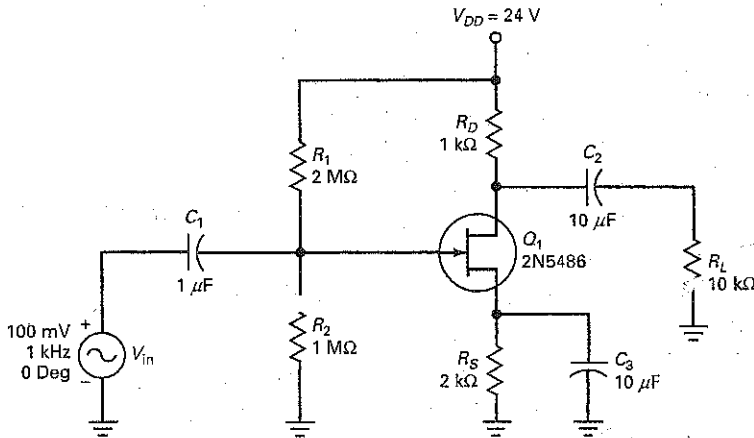 V_DD = 24 V
R_D
1 kΩ
R_1
2 MΩ
C_2
10 μF
C_1
1 μF
Q_1
2N5486
R_L
10 kΩ
100 mV
1 kHz
0 Deg
+
−
V_in
R_2
1 MΩ
R_S
2 kΩ
C_3
10 μF